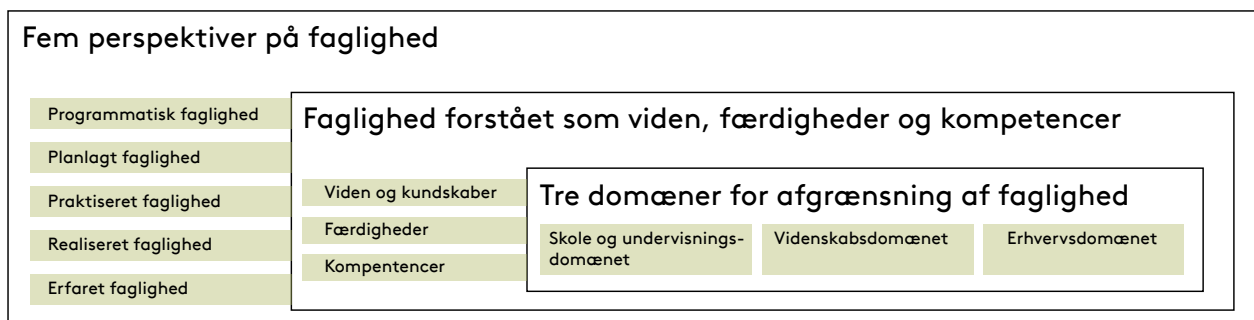 Fem perspektiver på faglighed
Programmatisk faglighed
Planlagt faglighed
Praktiseret faglighed
Realiseret faglighed
Erfaret faglighed
Faglighed forstået som viden, færdigheder og kompetencer
Viden og kundskaber
Færdigheder
Kompentencer
Tre domæner for afgrænsning af faglighed
Skole og undervisnings-
domænet
Videnskabsdomænet
Erhvervsdomænet